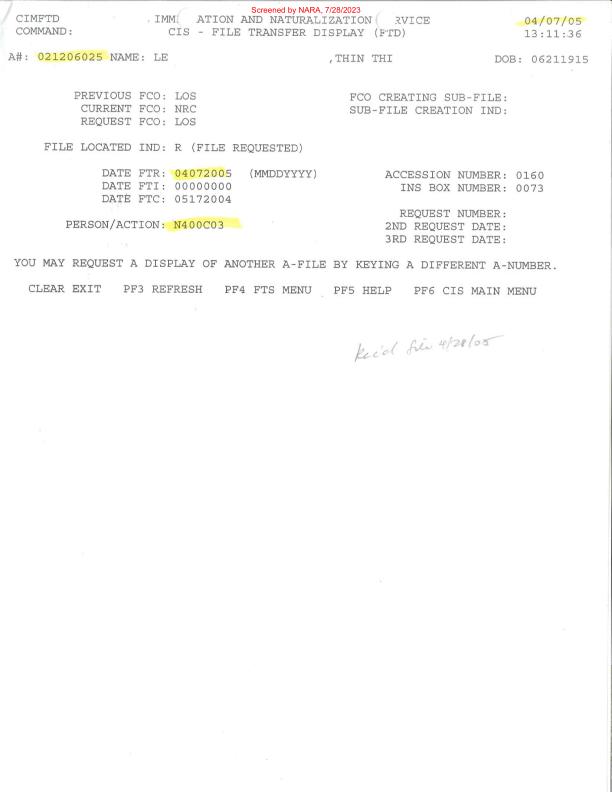 Screened by NARA, 7/28/2023
CIMFTD IMM ATION AND NATURALIZATION RVICE 04/07/05
COMMAND: CIS - FILE TRANSFER DISPLAY (FTD) 13:11:36
A#: 021206025 NAME: LE ,THIN THI DOB: 06211915
PREVIOUS FCO: LOS FCO CREATING SUB-FILE:
CURRENT FCO: NRC SUB-FILE CREATION IND:
REQUEST FCO: LOS
FILE LOCATED IND: R (FILE REQUESTED)
DATE FTR: 04072005 (MMDDYYYY) ACCESSION NUMBER: 0160
DATE FTI: 00000000 INS BOX NUMBER: 0073
DATE FTC: 05172004
REQUEST NUMBER:
PERSON/ACTION: N400C03 2ND REQUEST DATE:
3RD REQUEST DATE:
YOU MAY REQUEST A DISPLAY OF ANOTHER A-FILE BY KEYING A DIFFERENT A-NUMBER.
CLEAR EXIT PF3 REFRESH PF4 FTS MENU PF5 HELP PF6 CIS MAIN MENU
Rec'd file 4/28/05